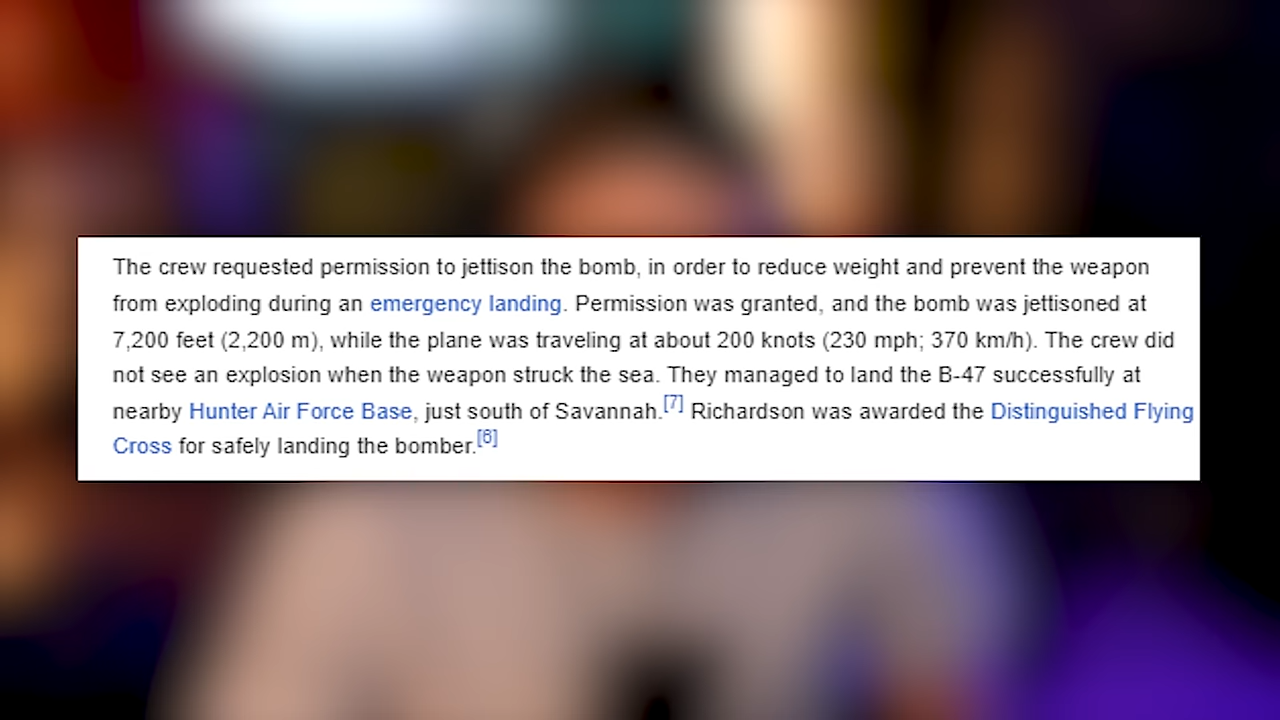 The crew requested permission to jettison the bomb, in order to reduce weight and prevent the weapon
from exploding during an emergency landing. Permission was granted, and the bomb was jettisoned at
7,200 feet (2,200 m), while the plane was traveling at about 200 knots (230 mph; 370 km/h). The crew did
not see an explosion when the weapon struck the sea. They managed to land the B-47 successfully at
nearby Hunter Air Force Base, just south of Savannah.[7] Richardson was awarded the Distinguished Flying
Cross for safely landing the bomber.[6]